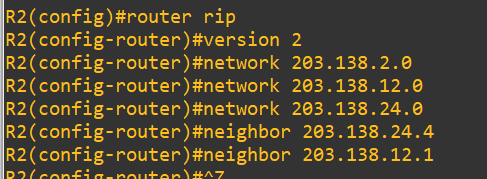 R2(config)#router rip
R2(config-router)#version 2
R2(config-router)#network 203.138.2.0
R2(config-router)#network 203.138.12.0
R2(config-router)#network 203.138.24.0
R2(config-router)#neighbor 203.138.24.4
R2(config-router)#neighbor 203.138.12.1
R2(config-router)#^Z